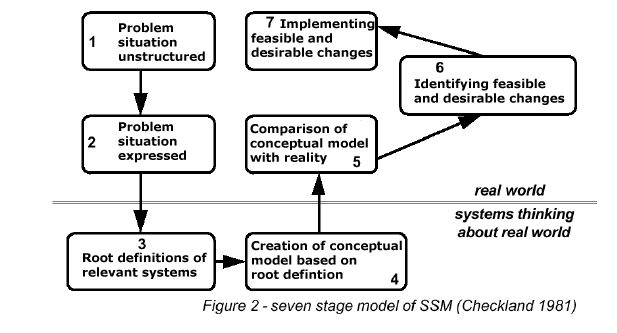 1 Problem
situation
unstructured
2 Problem
situation
expressed
3
Root definitions of
relevant systems
Creation of conceptual
model based on
root defintion
4
Comparison of
conceptual model
with reality 5
6
Identifying feasible
and desirable changes
7 Implementing
feasible and
desirable changes
real world
systems thinking
about real world
Figure 2 - seven stage model of SSM (Checkland 1981)